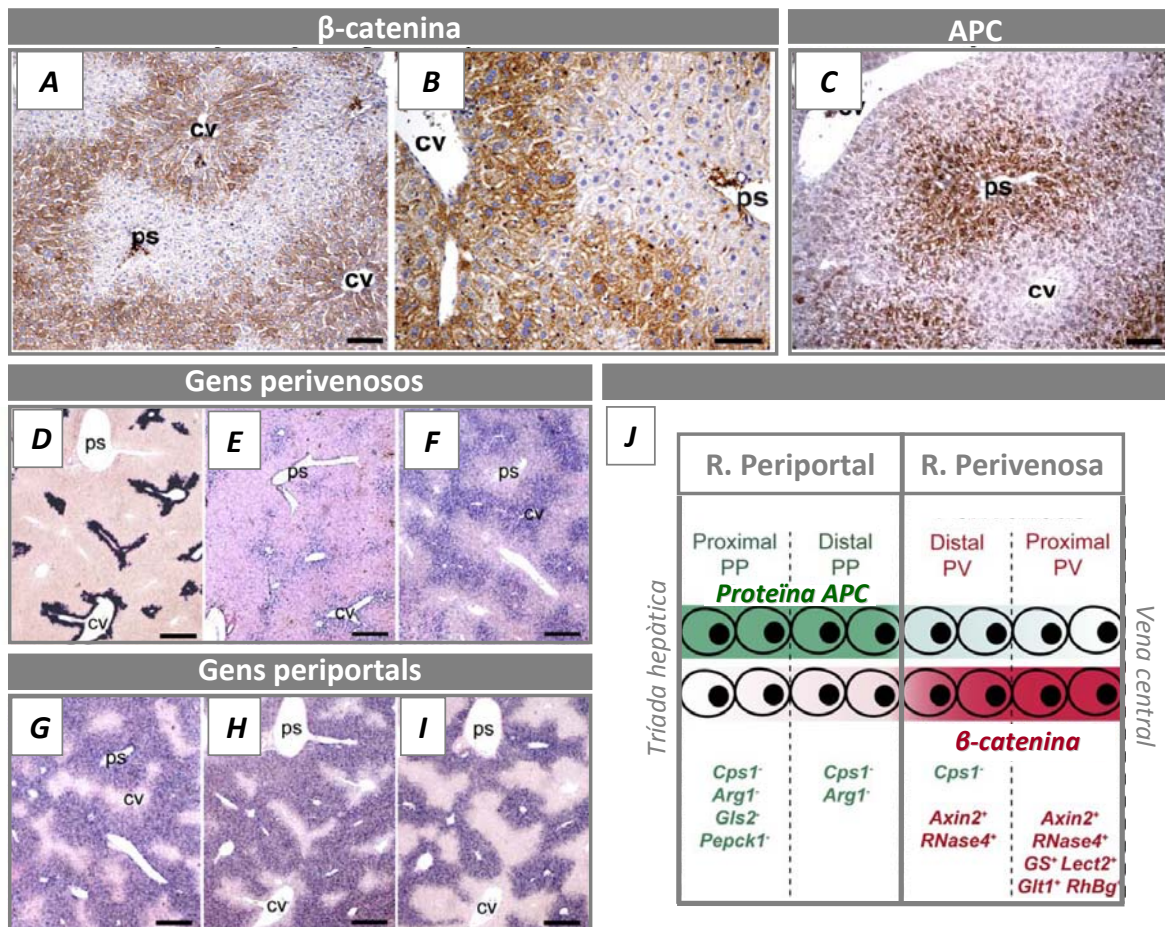 β-catenina
APC
A
cv
ps
cv
B
cv
ps
C
cv
ps
cv
Gens perivenosos
D
ps
cv
E
ps
cv
F
ps
cv
Gens periportals
G
ps
cv
H
ps
cv
I
ps
cv
J
R. Periportal
R. Perivenosa
Proximal
PP
Distal
PP
Distal
PV
Proximal
PV
Proteïna APC
Tríada hepàtica
Vena central
β-catenina
Cps1-
Arg1-
Gls2-
Pepck1-
Cps1-
Arg1-
Cps1-
Axin2+
RNase4+
Axin2+
RNase4+
GS+ Lect2+
Glt1+ RhBg